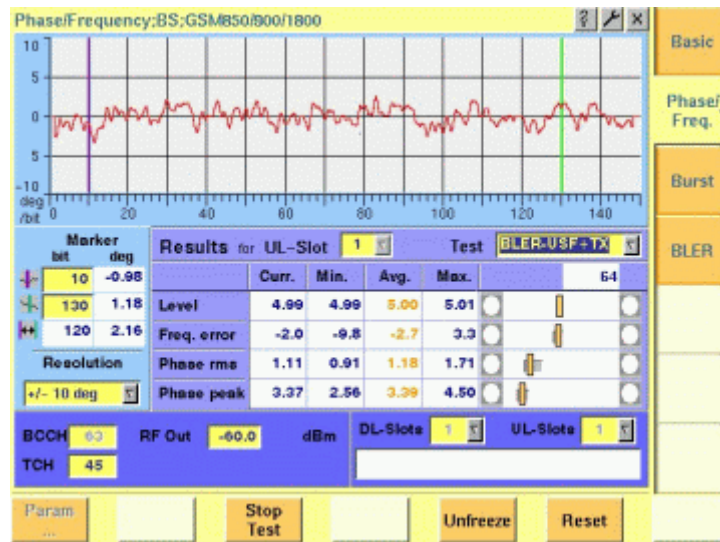 Phase/Frequency;BS;GSM850/900/1800 ? ×
Basic
10
5
0
5
-10
deg
/bit
0 20 40 60 80 100 120 140
Phase/
Freq.
Burst
BLER
Marker
bit deg
10 -0.98
130 1.18
120 2.16
Resolution
+/- 10 deg
Results for UL-Slot 1 Test BLER-USF+TX
Curr. Min. Avg. Max. 64
Level 4.99 4.99 5.00 5.01
Freq. error -2.0 -9.8 -2.7 3.3
Phase rms 1.11 0.91 1.18 1.71
Phase peak 3.37 2.56 3.39 4.50
BCCH 63 RF Out -60.0 dBm DL-Slots 1 UL-Slots 1
TCH 45
Param
...
Stop
Test
Unfreeze
Reset